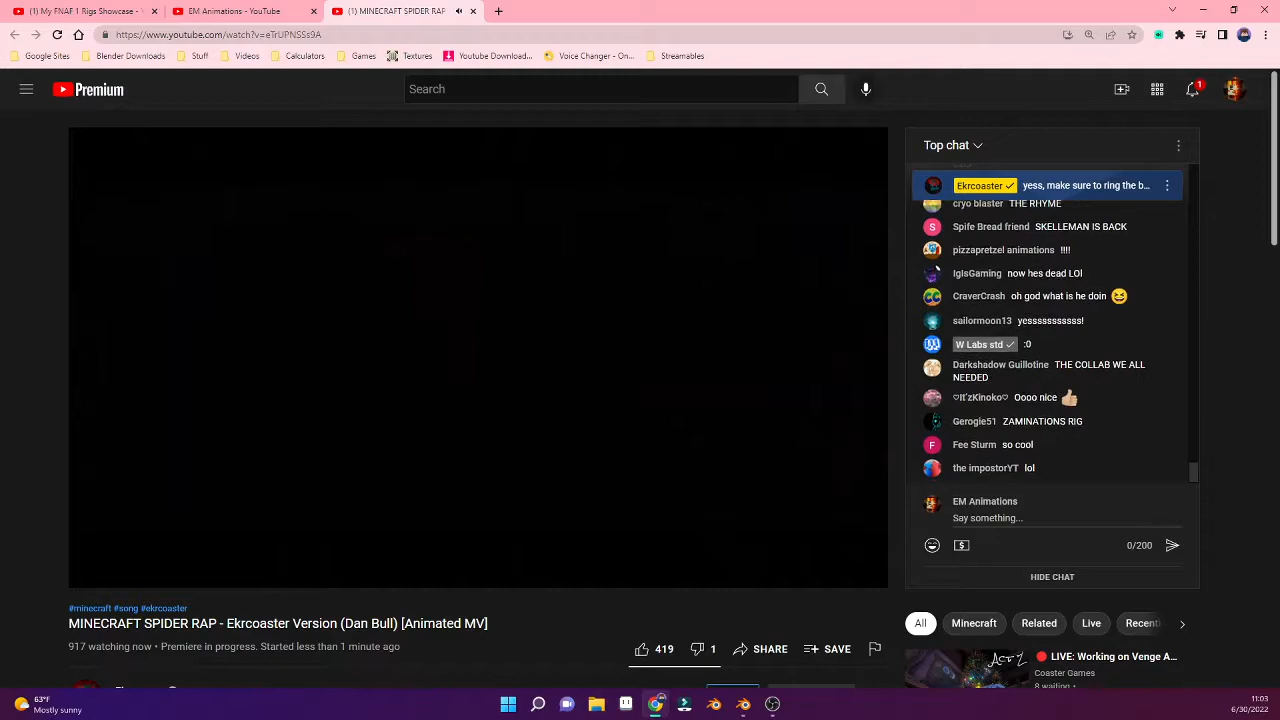 (1) My FNAF 1 Rigs Showcase - Y
EM Animations - YouTube
(1) MINECRAFT SPIDER RAP
https://www.youtube.com/watch?v=eTrUPNSSs9A
Google Sites
Blender Downloads
Stuff
Videos
Calculators
Games
Textures
Youtube Download...
Voice Changer - On...
Streamables
Premium
Search
1
Top chat
Ekrcoaster yess, make sure to ring the b...
cryo blaster THE RHYME
Spife Bread friend SKELLEMAN IS BACK
pizzapretzel animations !!!!
IgIsGaming now hes dead LOl
CraverCrash oh god what is he doin
sailormoon13 yesssssssssss!
W Labs std :0
Darkshadow Guillotine THE COLLAB WE ALL
NEEDED
♡It'zKinoko♡ Oooo nice
Gerogie51 ZAMINATIONS RIG
Fee Sturm so cool
the impostorYT lol
EM Animations
Say something...
0/200
HIDE CHAT
#minecraft #song #ekrcoaster
MINECRAFT SPIDER RAP - Ekrcoaster Version (Dan Bull) [Animated MV]
917 watching now • Premiere in progress. Started less than 1 minute ago
419
1
SHARE
SAVE
All
Minecraft
Related
Live
Recenti
LIVE: Working on Venge A...
Coaster Games
8 waiting •
63°F
Mostly sunny
11:03
6/30/2022